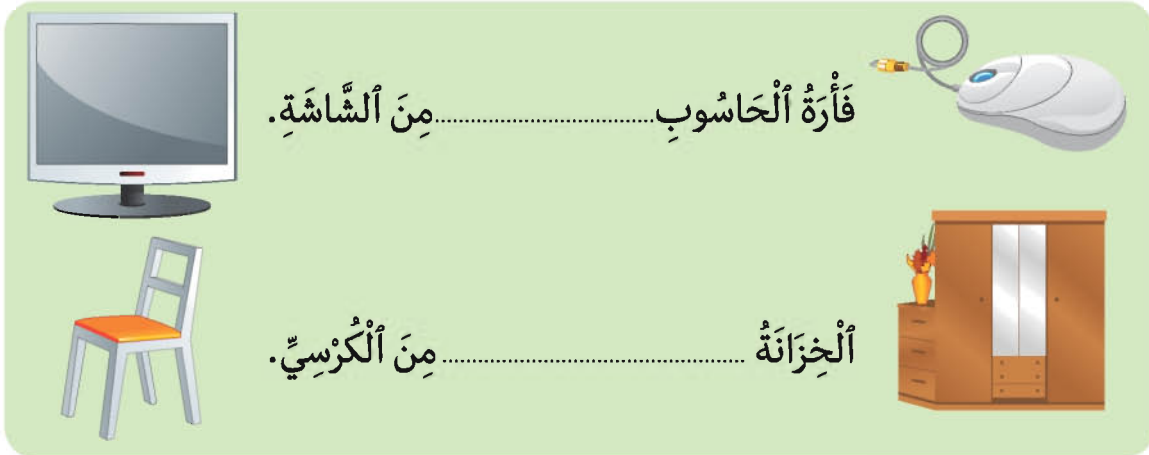 فَأْرَةُ ٱلْحَاسُوبِ................................مِنَ ٱلشَّاشَةِ.
ٱلْخِزَانَةُ ............................................ مِنَ ٱلْكُرْسِيِّ.